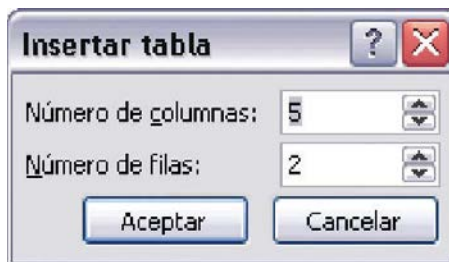 Insertar tabla
Número de columnas: 5
Número de filas: 2
Aceptar Cancelar